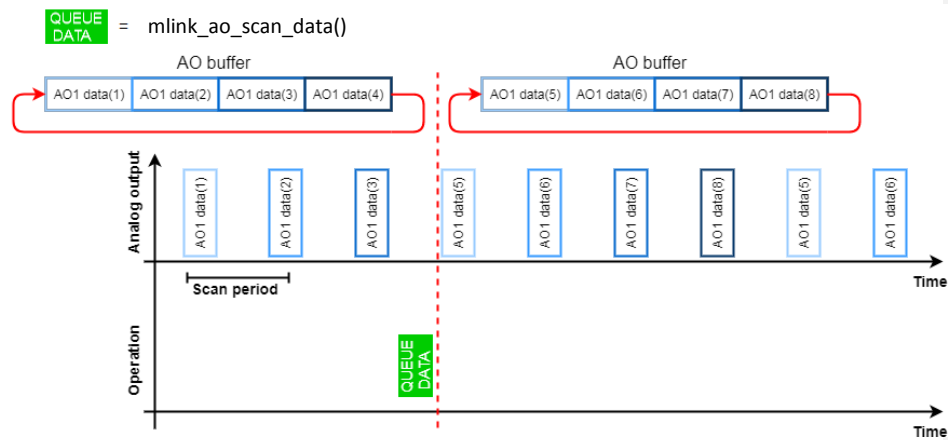 QUEUE
DATA
= mlink_ao_scan_data()
AO buffer
AO buffer
AO1 data(1) AO1 data(2) AO1 data(3) AO1 data(4)
AO1 data(5) AO1 data(6) AO1 data(7) AO1 data(8)
Analog output
AO1 data(1)
AO1 data(2)
AO1 data(3)
AO1 data(5)
AO1 data(6)
AO1 data(7)
AO1 data(8)
AO1 data(5)
AO1 data(6)
Scan period
Time
Operation
QUEUE
DATA
Time